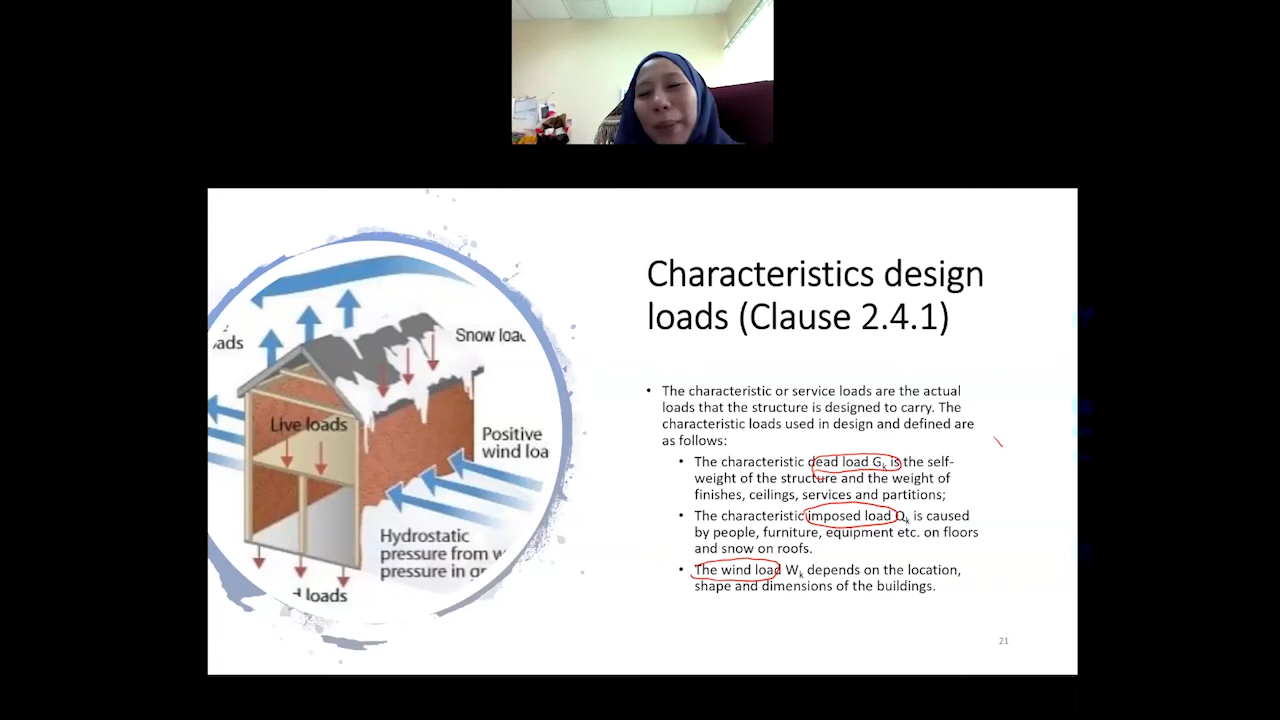 Characteristics design
loads (Clause 2.4.1)
• The characteristic or service loads are the actual
loads that the structure is designed to carry. The
characteristic loads used in design and defined are
as follows:
• The characteristic dead load Gk is the self-
weight of the structure and the weight of
finishes, ceilings, services and partitions;
• The characteristic imposed load Qk is caused
by people, furniture, equipment etc. on floors
and snow on roofs.
• The wind load Wk depends on the location,
shape and dimensions of the buildings.
21
Snow loa
Live loads
Positive
wind loa
Hydrostatic
pressure from
pressure in gr
loads